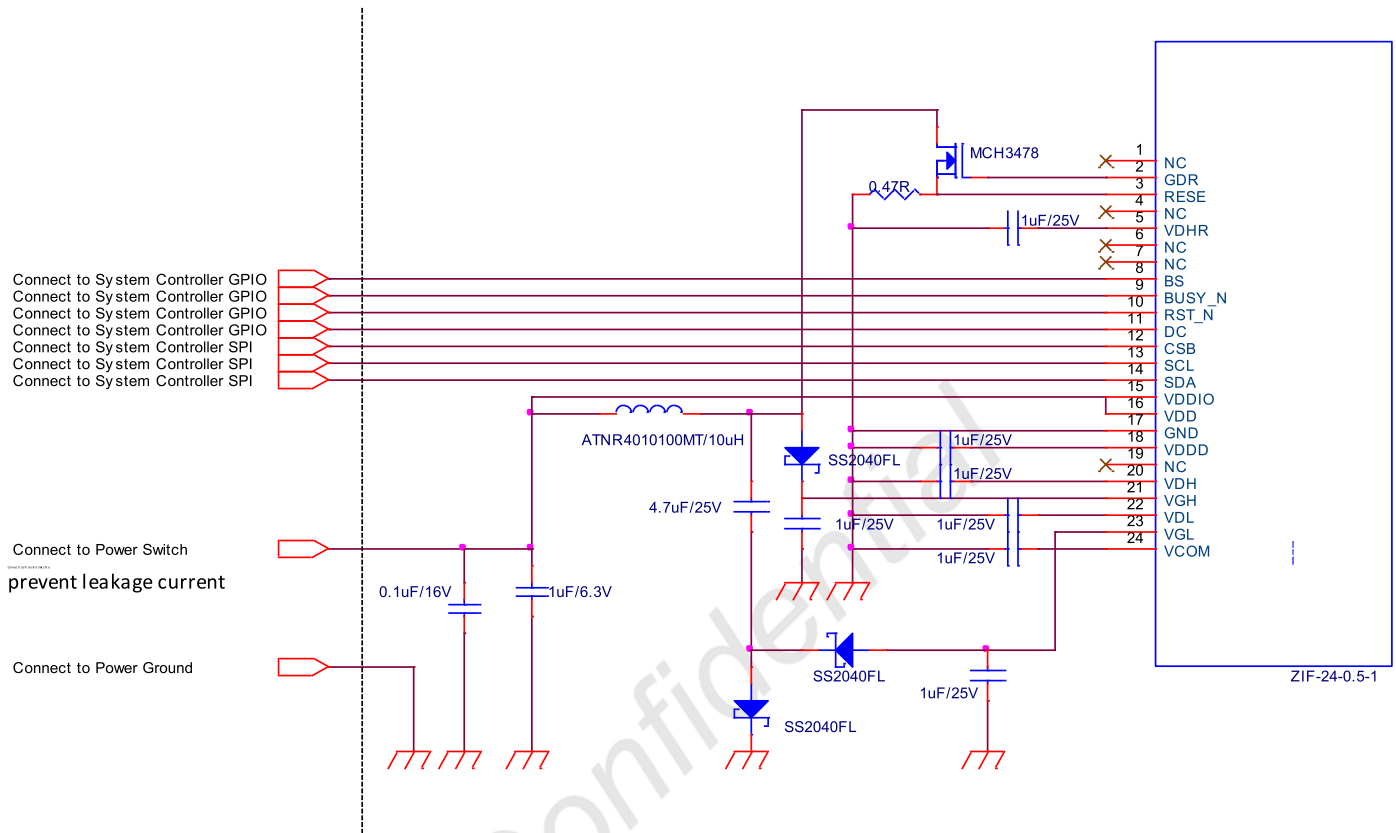 1
MCH3478
NC
2
GDR
3
0.47R
RESE
4
NC
5
1uF/25V
VDHR
6
NC
7
NC
8
Connect to System Controller GPIO
BS
9
Connect to System Controller GPIO
BUSY_N
10
Connect to System Controller GPIO
RST_N
11
Connect to System Controller GPIO
DC
12
Connect to System Controller SPI
CSB
13
Connect to System Controller SPI
SCL
14
Connect to System Controller SPI
SDA
15
VDDIO
16
VDD
17
GND
ATNR4010100MT/10uH
1uF/25V
18
VDDD
SS2040FL
19
NC
1uF/25V
20
VDH
21
VGH
4.7uF/25V
22
VDL
1uF/25V
1uF/25V
23
VGL
24
Connect to Power Switch
VCOM
1uF/25V
prevent leakage current
0.1uF/16V
1uF/6.3V
Connect to Power Ground
SS2040FL
ZIF-24-0.5-1
1uF/25V
SS2040FL
Confidential